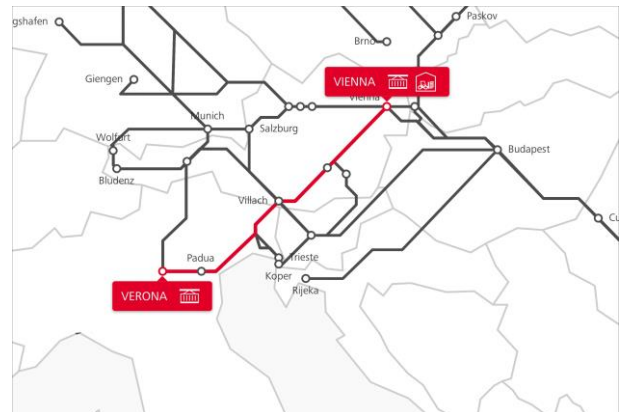 gshafen
Paskov
Brno
VIENNA
Giengen
Vienna
Munich
Salzburg
Wolfurt
Budapest
Bludenz
Villach
Cu
Padua
Trieste
Koper
Rijeka
VERONA